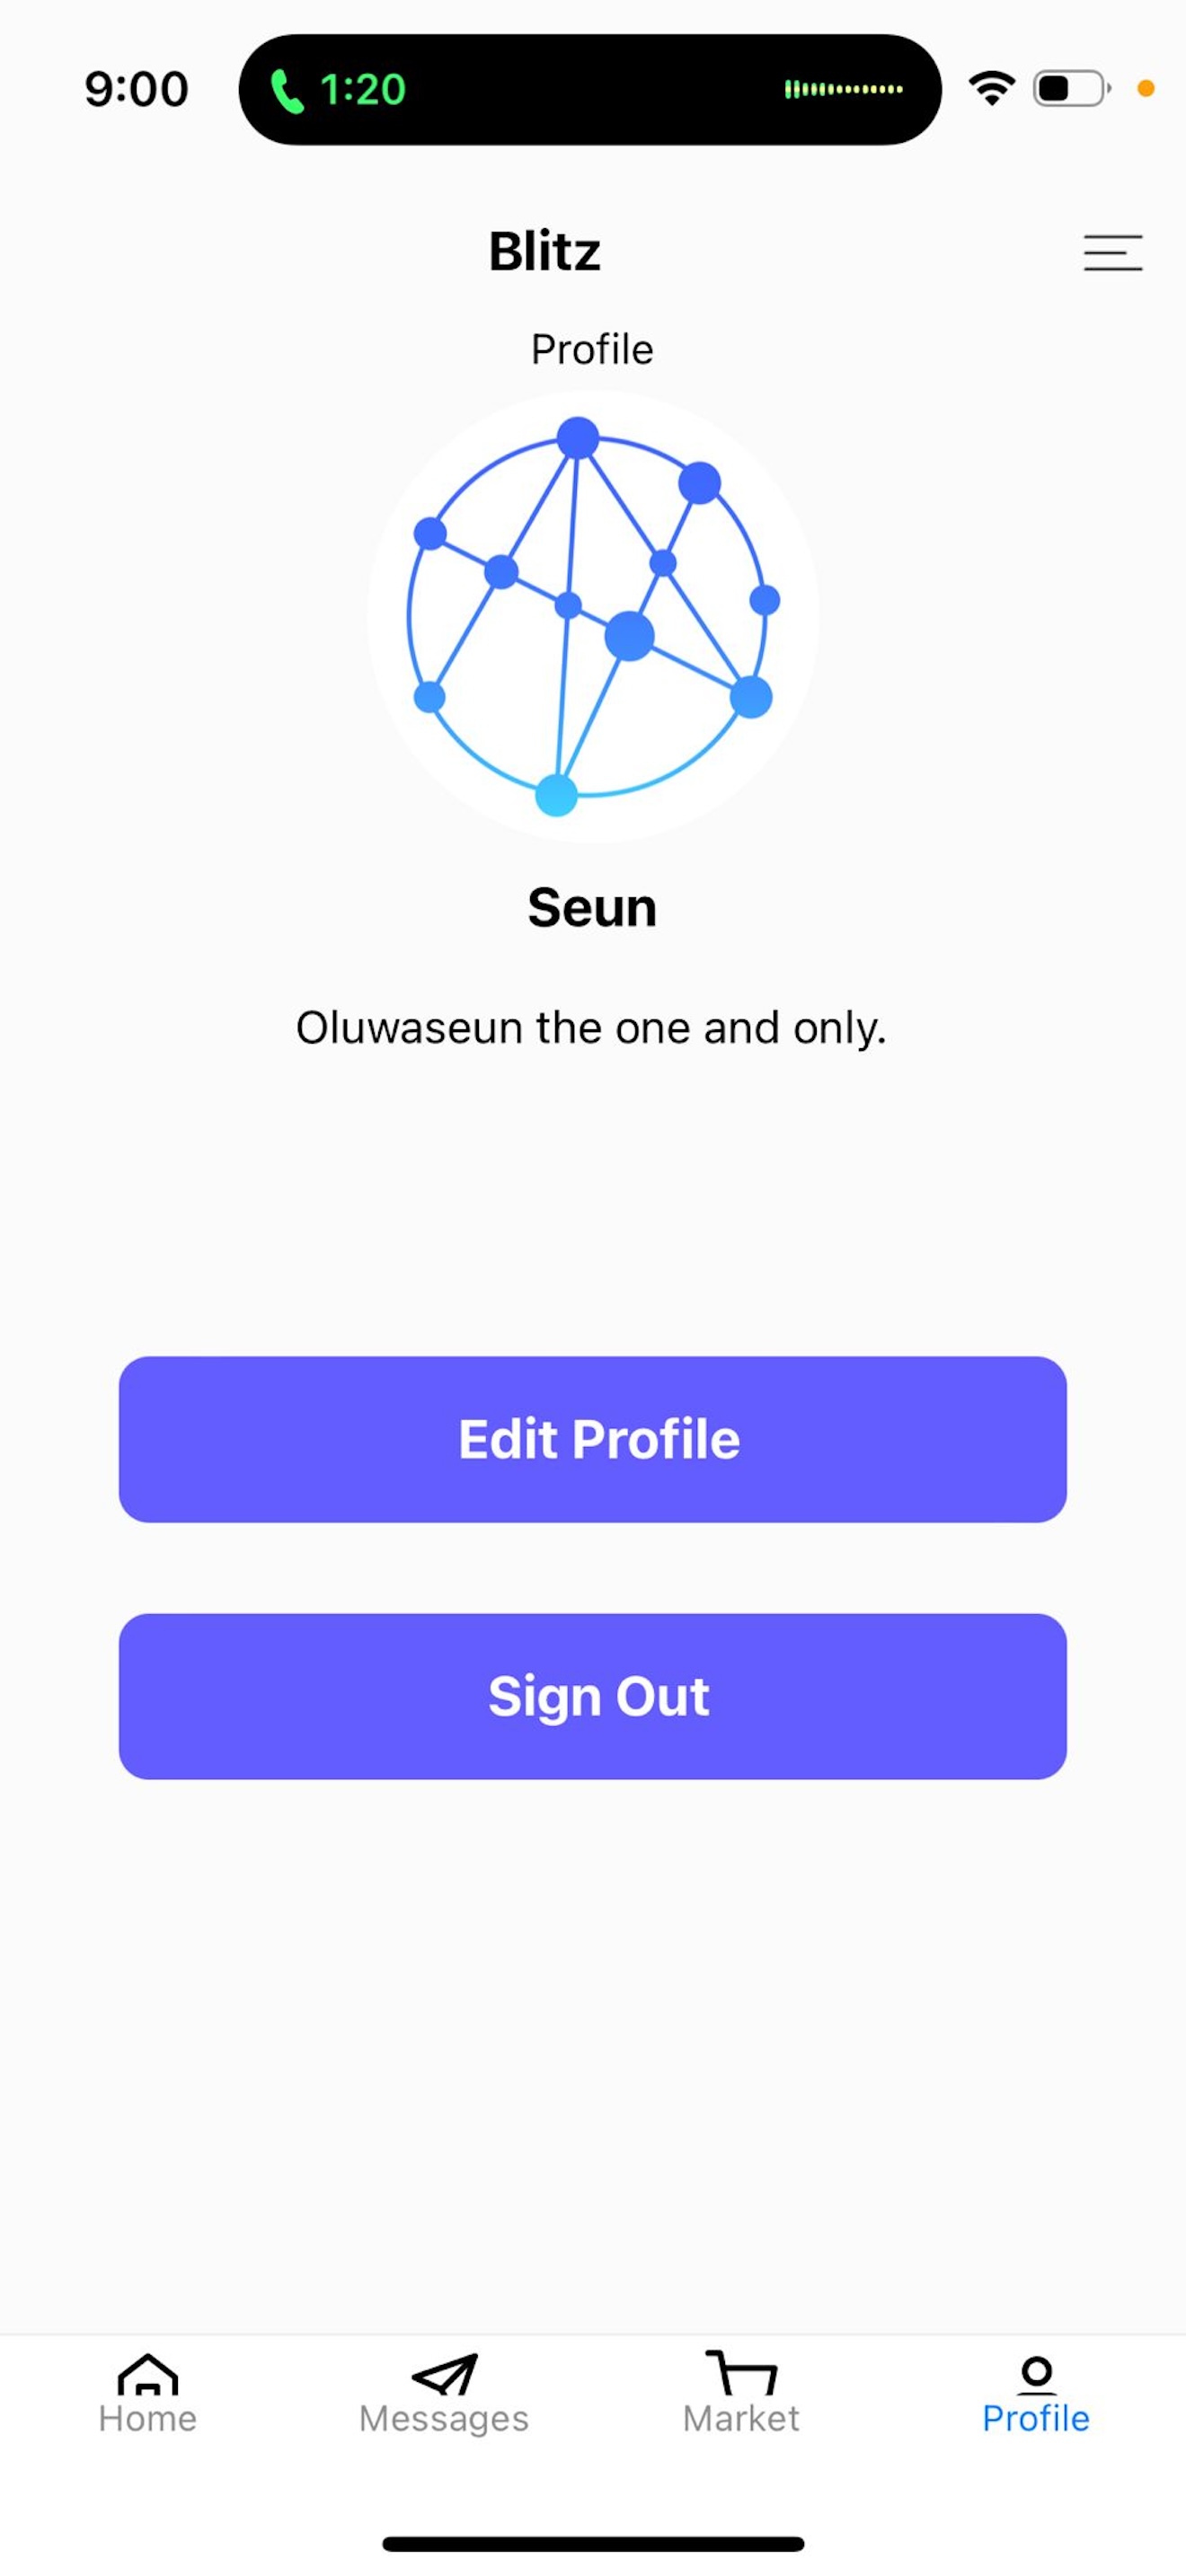 9:00
1:20
Blitz
Profile
Seun
Oluwaseun the one and only.
Edit Profile
Sign Out
Home
Messages
Market
Profile